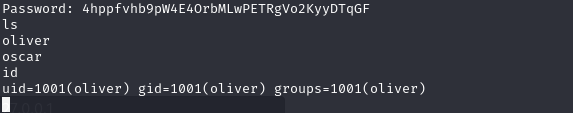 Password: 4hppfvhb9pW4E4OrbMLwPETRgVo2KyyDTqGF
ls
oliver
oscar
id
uid=1001(oliver) gid=1001(oliver) groups=1001(oliver)